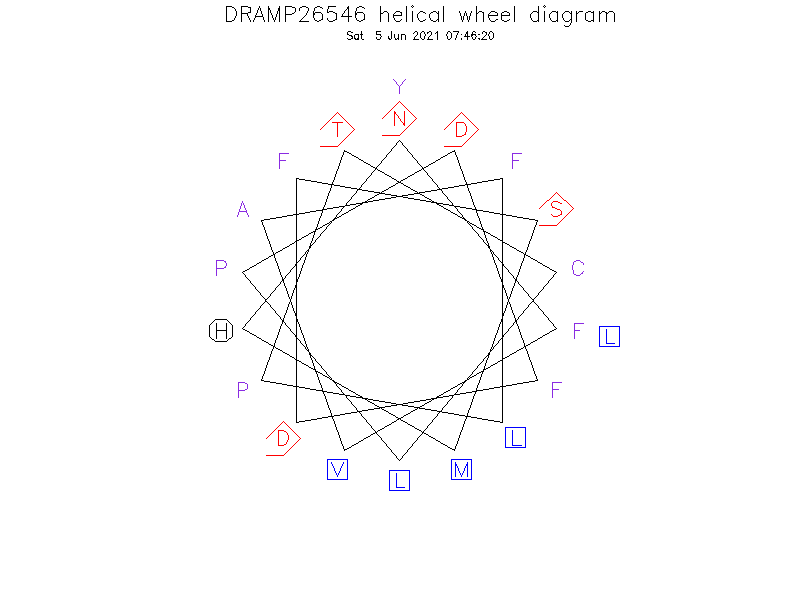 DRAMP26546 helical wheel diagram
Sat 5 Jun 2021 07:46:20
Y
T N D
F F
A S
P C
H F L
P F
D L
V M
L